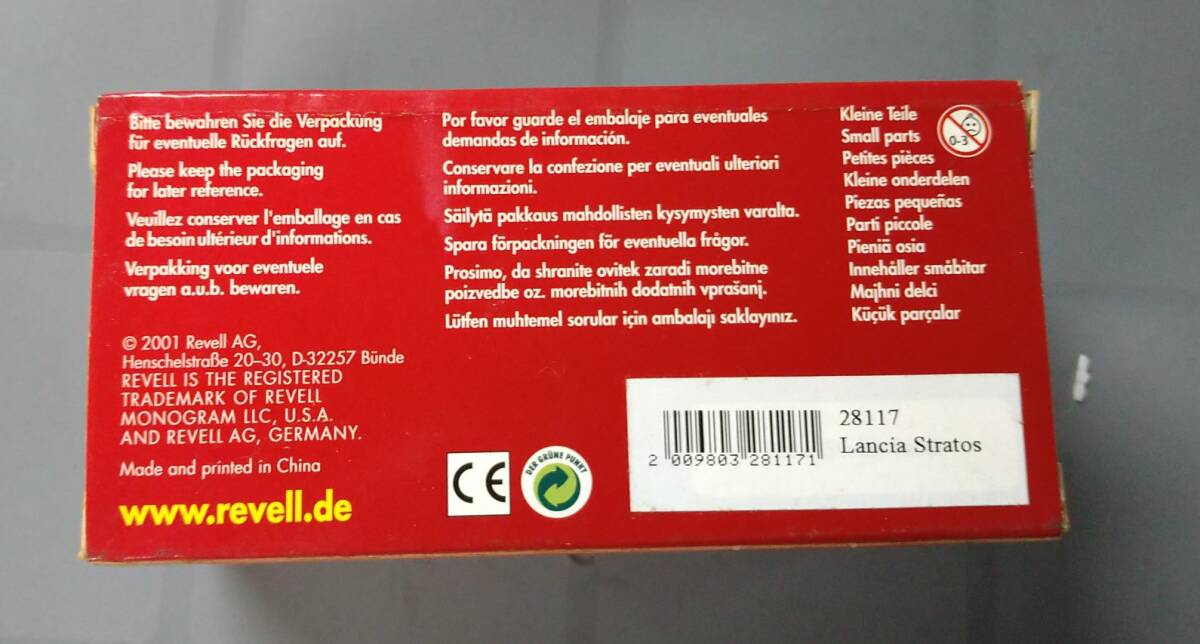 Bitte bewahren Sie die Verpackung
für eventuelle Rückfragen auf.
Please keep the packaging
for later reference.
Veuillez conserver l'emballage en cas
de besoin ultérieur d'informations.
Verpakking voor eventuele
vragen a.u.b. bewaren.
© 2001 Revell AG,
Henschelstraße 20–30, D-32257 Bünde
REVELL IS THE REGISTERED
TRADEMARK OF REVELL
MONOGRAM LLC, U.S.A.
AND REVELL AG, GERMANY.
Made and printed in China
www.revell.de
Por favor guarde el embalaje para eventuales
demandas de información.
Conservare la confezione per eventuali ulteriori
informazioni.
Säilytä pakkaus mahdollisten kysymysten varalta.
Spara förpackningen för eventuella frågor.
Prosimo, da shranite ovitek zaradi morebitne
poizvedbe oz. morebitnih dodatnih vprašanj.
Lütfen muhtemel sorular için ambalajı saklayınız.
Kleine Teile
Small parts
Petites pièces
Kleine onderdelen
Piezas pequeñas
Parti piccole
Pieniä osia
Innehåller småbitar
Majhni delci
Küçük parçalar
0-3
CE
DER GRÜNE PUNKT
2 009803 281171
28117
Lancia Stratos